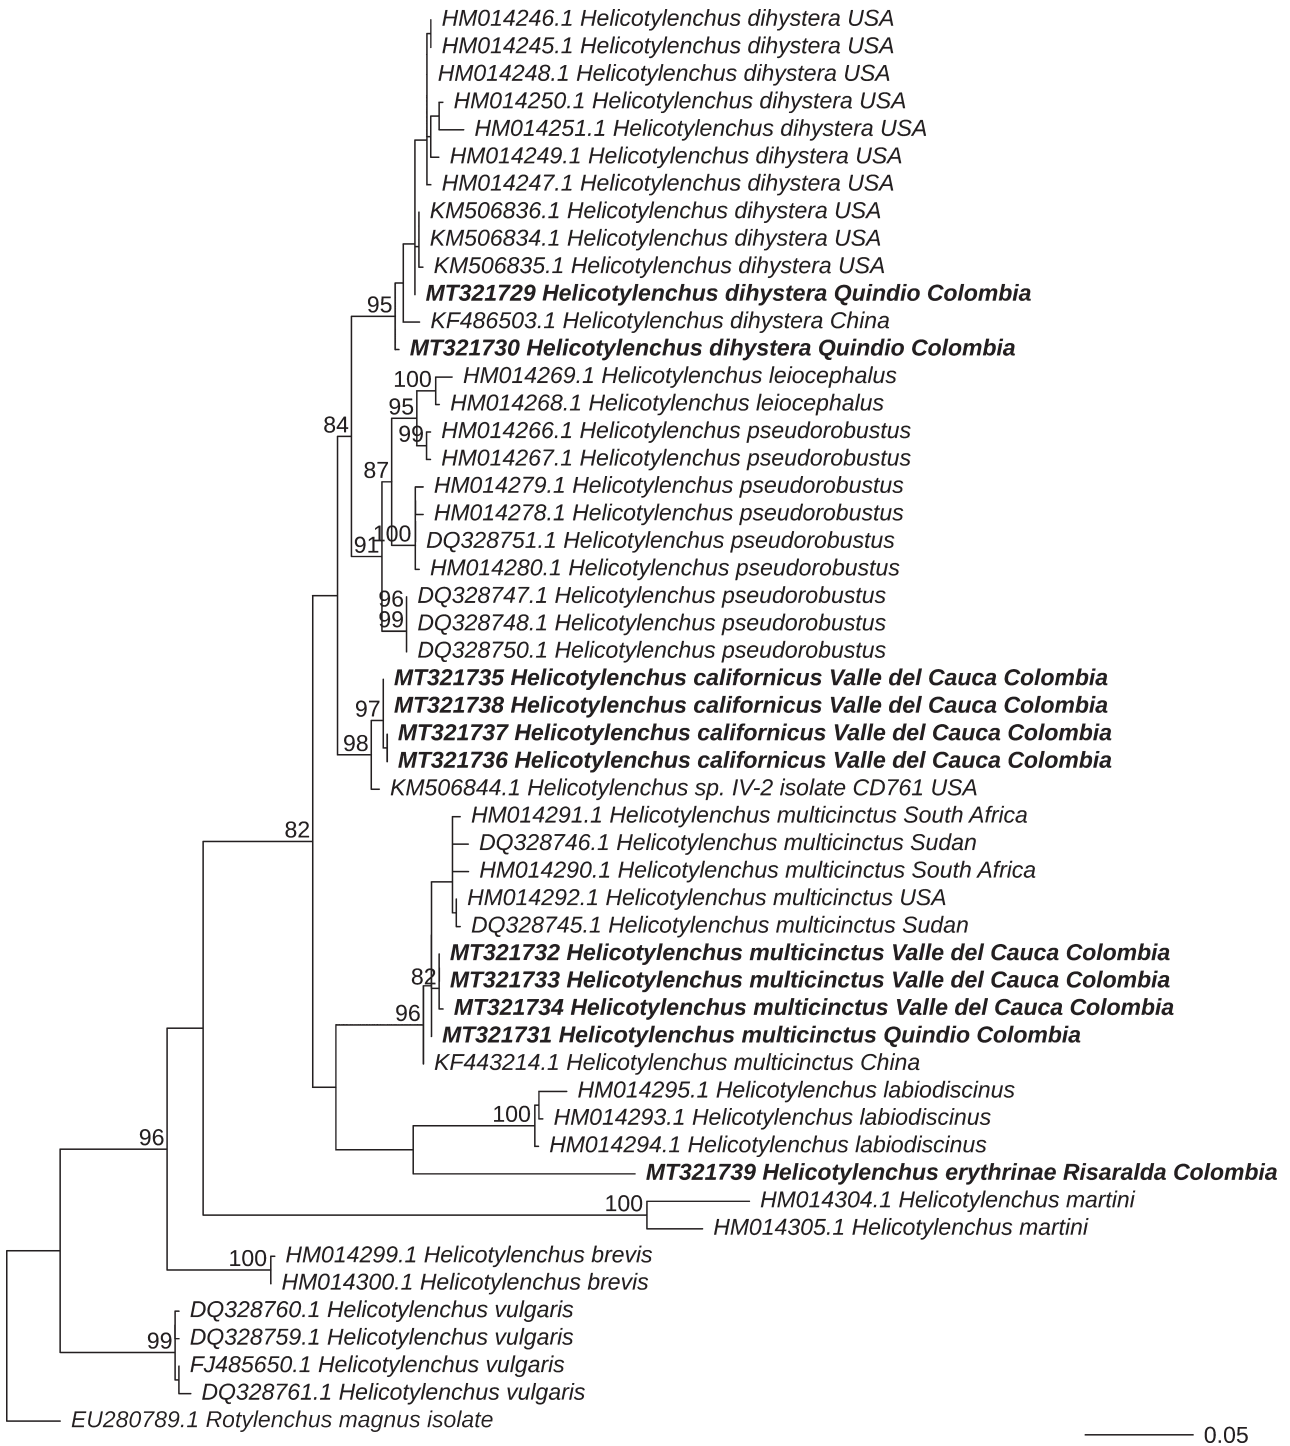 HM014246.1 Helicotylenchus dihystera USA
HM014245.1 Helicotylenchus dihystera USA
HM014248.1 Helicotylenchus dihystera USA
HM014250.1 Helicotylenchus dihystera USA
HM014251.1 Helicotylenchus dihystera USA
HM014249.1 Helicotylenchus dihystera USA
HM014247.1 Helicotylenchus dihystera USA
KM506836.1 Helicotylenchus dihystera USA
KM506834.1 Helicotylenchus dihystera USA
KM506835.1 Helicotylenchus dihystera USA
MT321729 Helicotylenchus dihystera Quindio Colombia
95
KF486503.1 Helicotylenchus dihystera China
MT321730 Helicotylenchus dihystera Quindio Colombia
100
HM014269.1 Helicotylenchus leiocephalus
95
HM014268.1 Helicotylenchus leiocephalus
84
99
HM014266.1 Helicotylenchus pseudorobustus
HM014267.1 Helicotylenchus pseudorobustus
87
HM014279.1 Helicotylenchus pseudorobustus
HM014278.1 Helicotylenchus pseudorobustus
100
91
DQ328751.1 Helicotylenchus pseudorobustus
HM014280.1 Helicotylenchus pseudorobustus
96
DQ328747.1 Helicotylenchus pseudorobustus
99
DQ328748.1 Helicotylenchus pseudorobustus
DQ328750.1 Helicotylenchus pseudorobustus
MT321735 Helicotylenchus californicus Valle del Cauca Colombia
97
MT321738 Helicotylenchus californicus Valle del Cauca Colombia
MT321737 Helicotylenchus californicus Valle del Cauca Colombia
98
MT321736 Helicotylenchus californicus Valle del Cauca Colombia
KM506844.1 Helicotylenchus sp. IV-2 isolate CD761 USA
HM014291.1 Helicotylenchus multicinctus South Africa
82
DQ328746.1 Helicotylenchus multicinctus Sudan
HM014290.1 Helicotylenchus multicinctus South Africa
HM014292.1 Helicotylenchus multicinctus USA
DQ328745.1 Helicotylenchus multicinctus Sudan
MT321732 Helicotylenchus multicinctus Valle del Cauca Colombia
82
MT321733 Helicotylenchus multicinctus Valle del Cauca Colombia
MT321734 Helicotylenchus multicinctus Valle del Cauca Colombia
96
MT321731 Helicotylenchus multicinctus Quindio Colombia
KF443214.1 Helicotylenchus multicinctus China
HM014295.1 Helicotylenchus labiodiscinus
100
HM014293.1 Helicotylenchus labiodiscinus
96
HM014294.1 Helicotylenchus labiodiscinus
MT321739 Helicotylenchus erythrinae Risaralda Colombia
100
HM014304.1 Helicotylenchus martini
HM014305.1 Helicotylenchus martini
100
HM014299.1 Helicotylenchus brevis
HM014300.1 Helicotylenchus brevis
DQ328760.1 Helicotylenchus vulgaris
99
DQ328759.1 Helicotylenchus vulgaris
FJ485650.1 Helicotylenchus vulgaris
DQ328761.1 Helicotylenchus vulgaris
EU280789.1 Rotylenchus magnus isolate
0.05